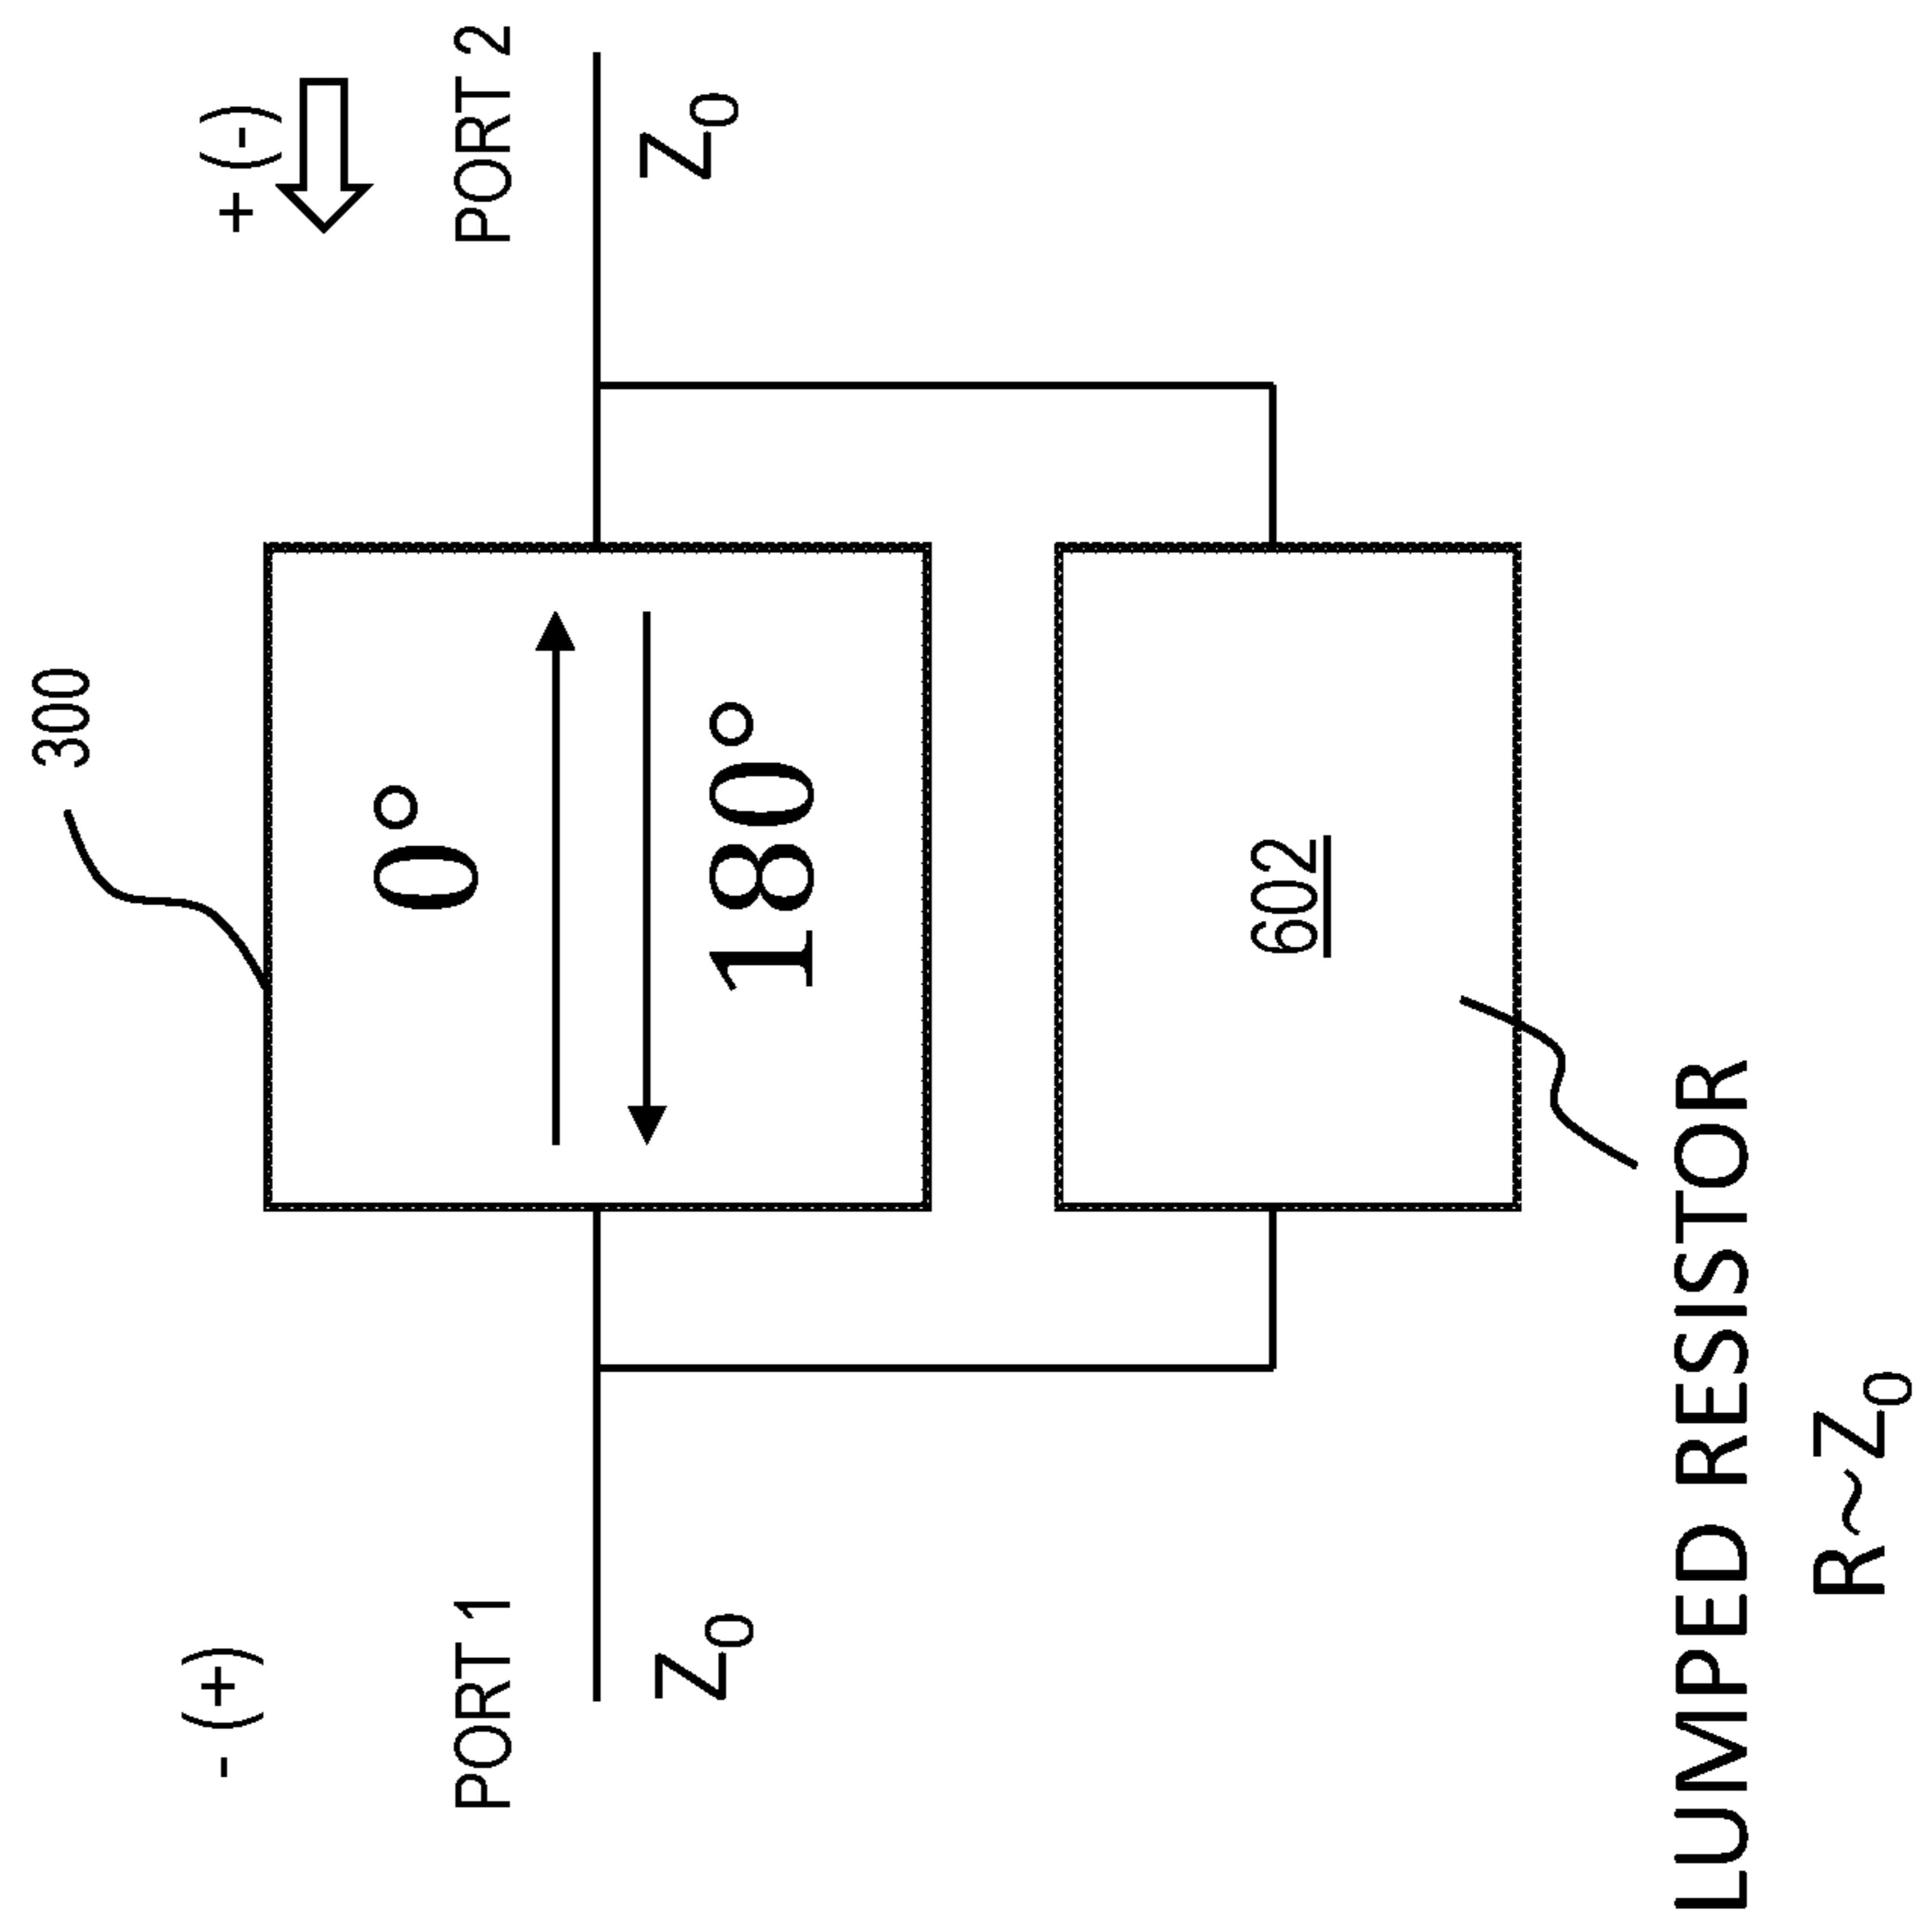 300
- (+)
+ (-)
PORT 1
PORT 2
0°
180°
Z₀
Z₀
602
LUMPED RESISTOR
R~Z₀